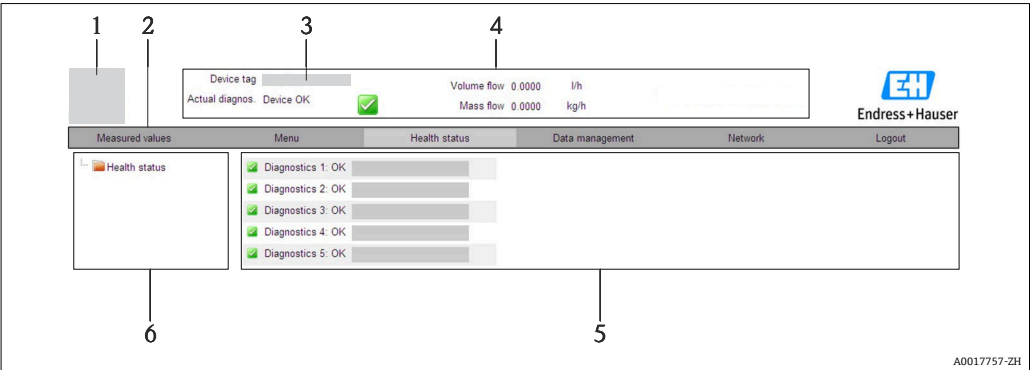 1 2 3 4
Device tag
Volume flow 0.0000 l/h
Actual diagnos. Device OK
Mass flow 0.0000 kg/h
EH
Endress+Hauser
Measured values Menu Health status Data management Network Logout
Health status
Diagnostics 1: OK
Diagnostics 2: OK
Diagnostics 3: OK
Diagnostics 4: OK
Diagnostics 5: OK
6 5
A0017757-ZH